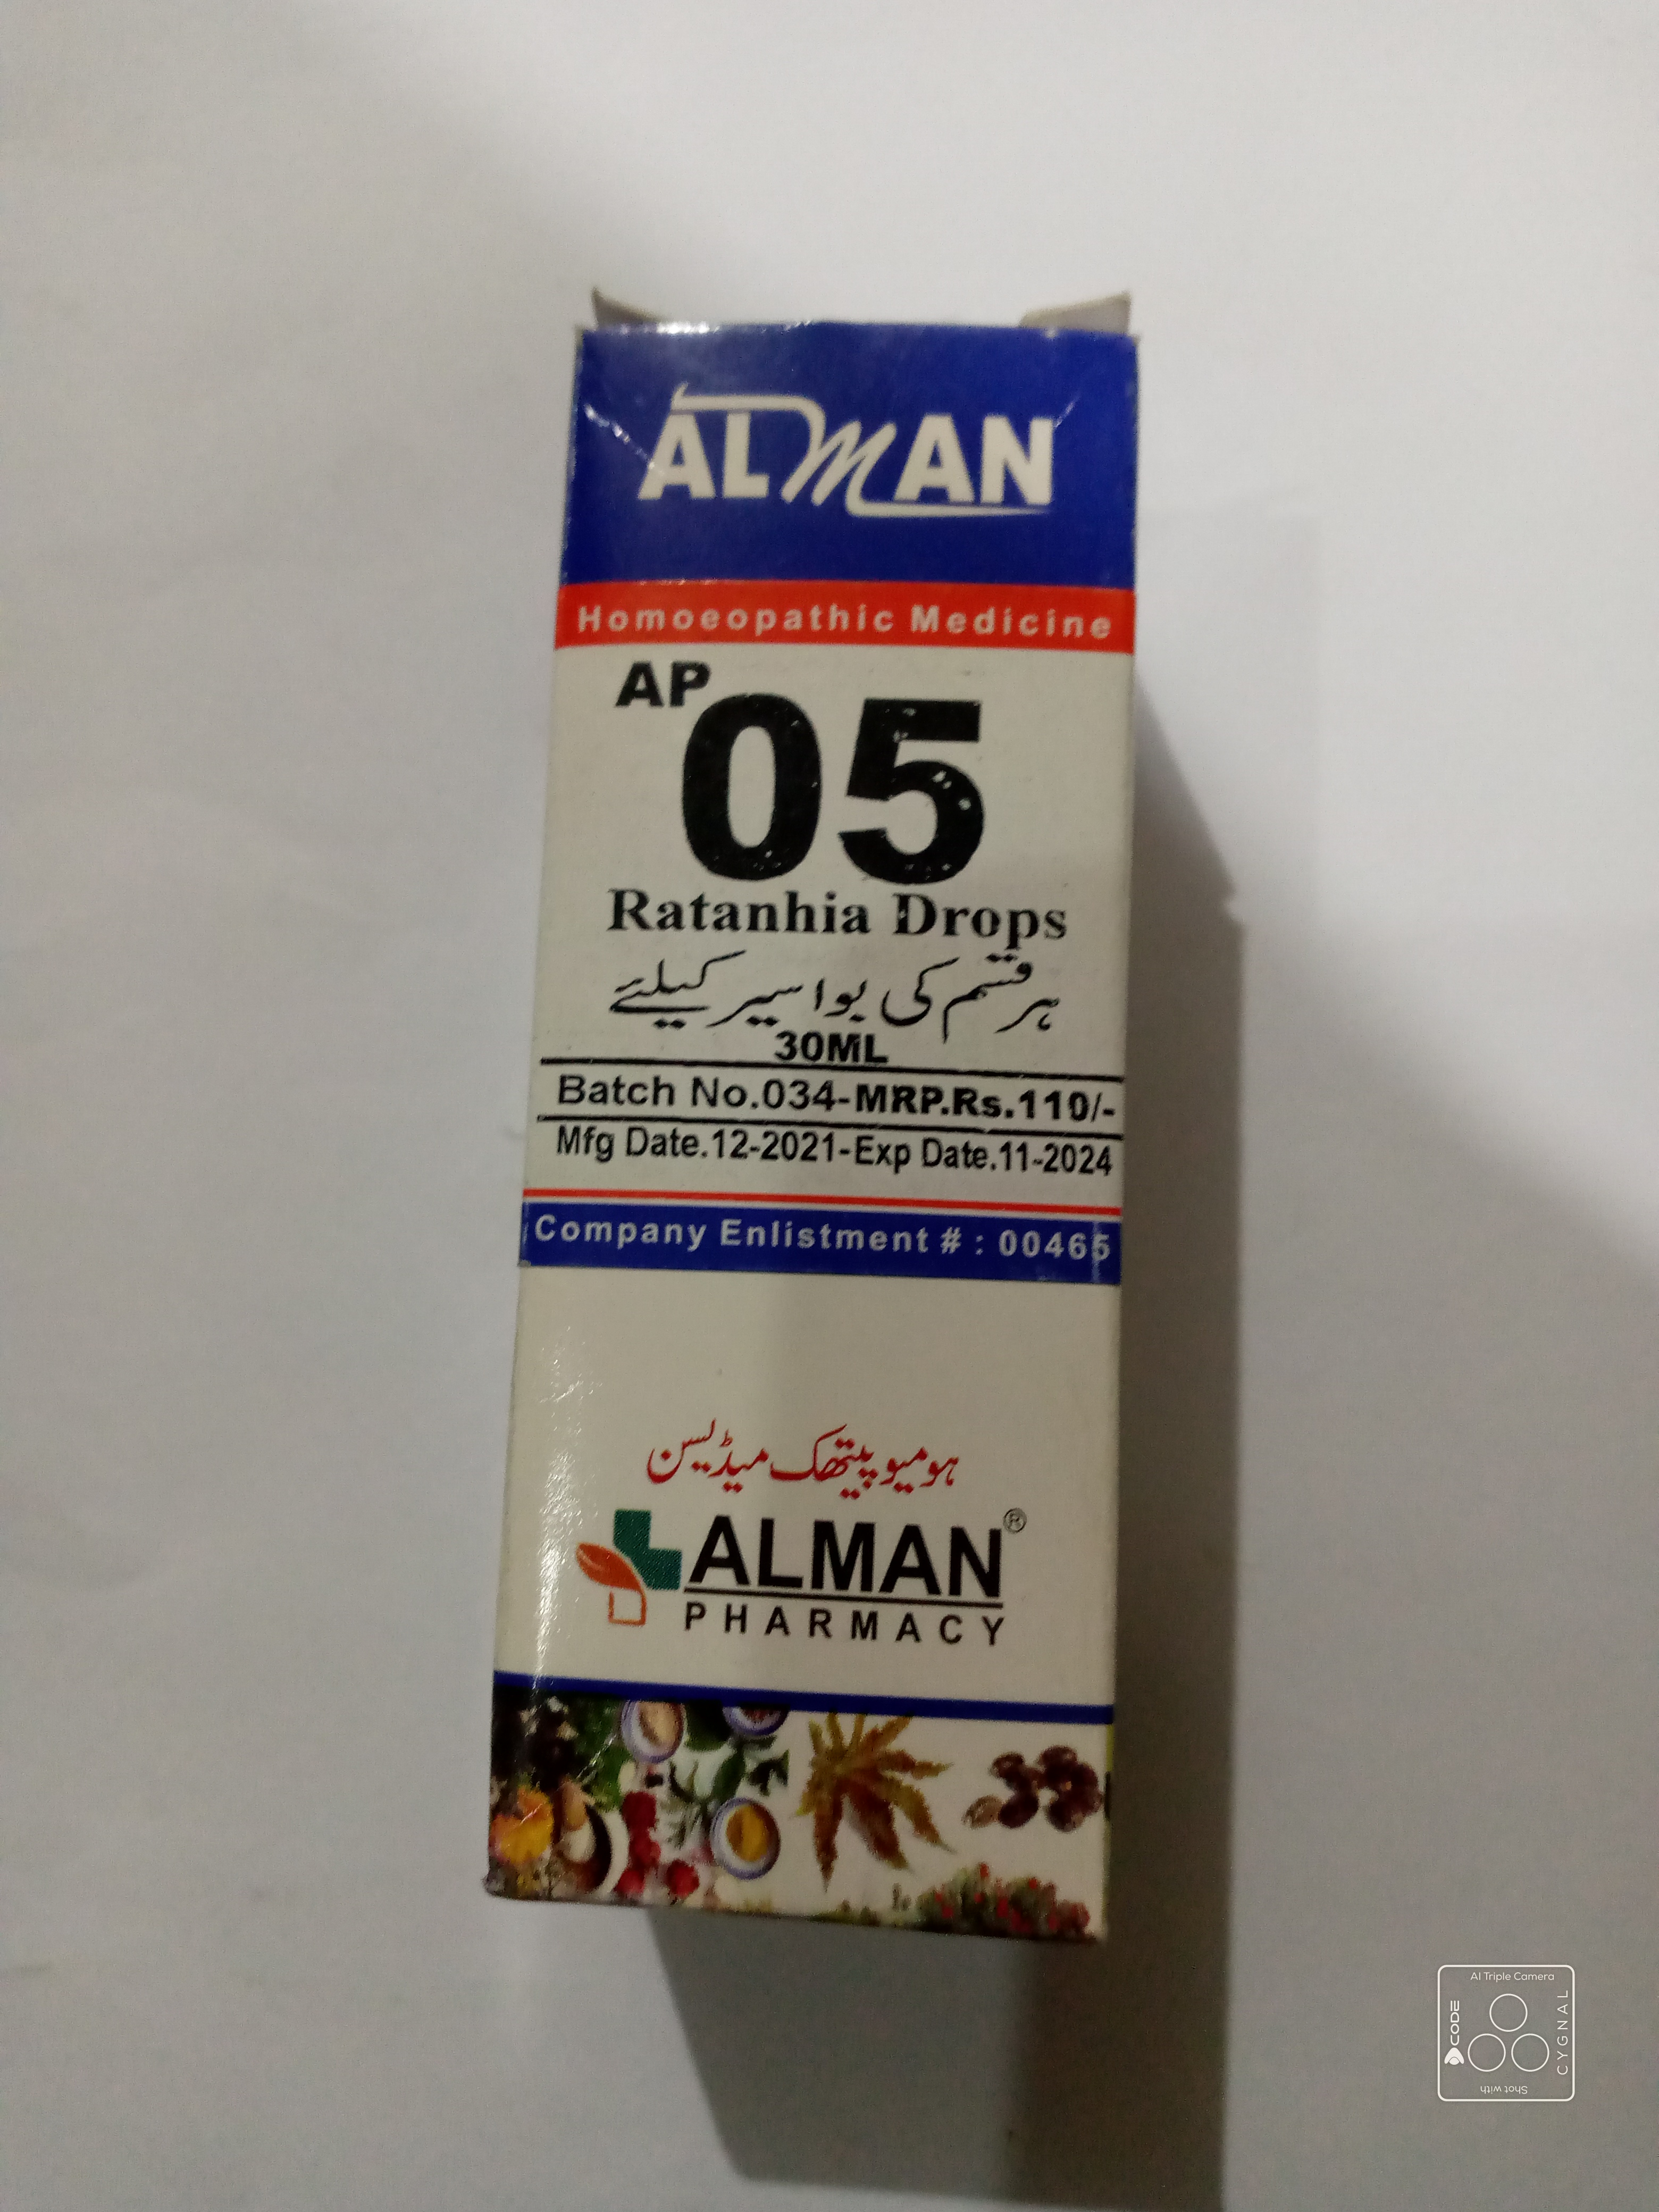 ALMAN
Homoeopathic Medicine
AP
05
Ratanhia Drops
ہر قسم کی بواسیر کیلئے
30ML
Batch No.034-MRP.Rs.110/-
Mfg Date.12-2021-Exp Date.11-2024
Company Enlistment # : 00465
ہومیو پیتھک میڈیسن
ALMAN®
PHARMACY
AI Triple Camera
CODE
CYGNAL
Shot with